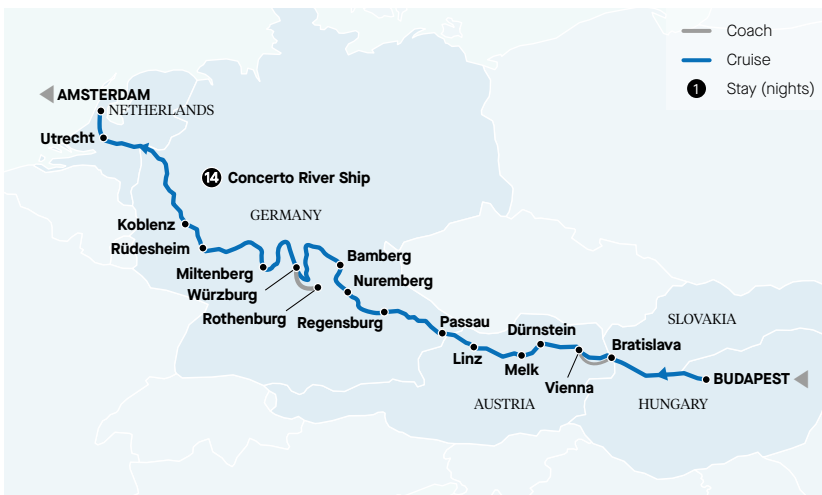 Coach
Cruise
1 Stay (nights)
AMSTERDAM
NETHERLANDS
Utrecht
14 Concerto River Ship
GERMANY
Koblenz
Rüdesheim
Bamberg
Miltenberg
Nuremberg
Würzburg
Rothenburg
Regensburg
Passau
SLOVAKIA
Dürnstein
Bratislava
Linz
Melk
Vienna
BUDAPEST
AUSTRIA
HUNGARY